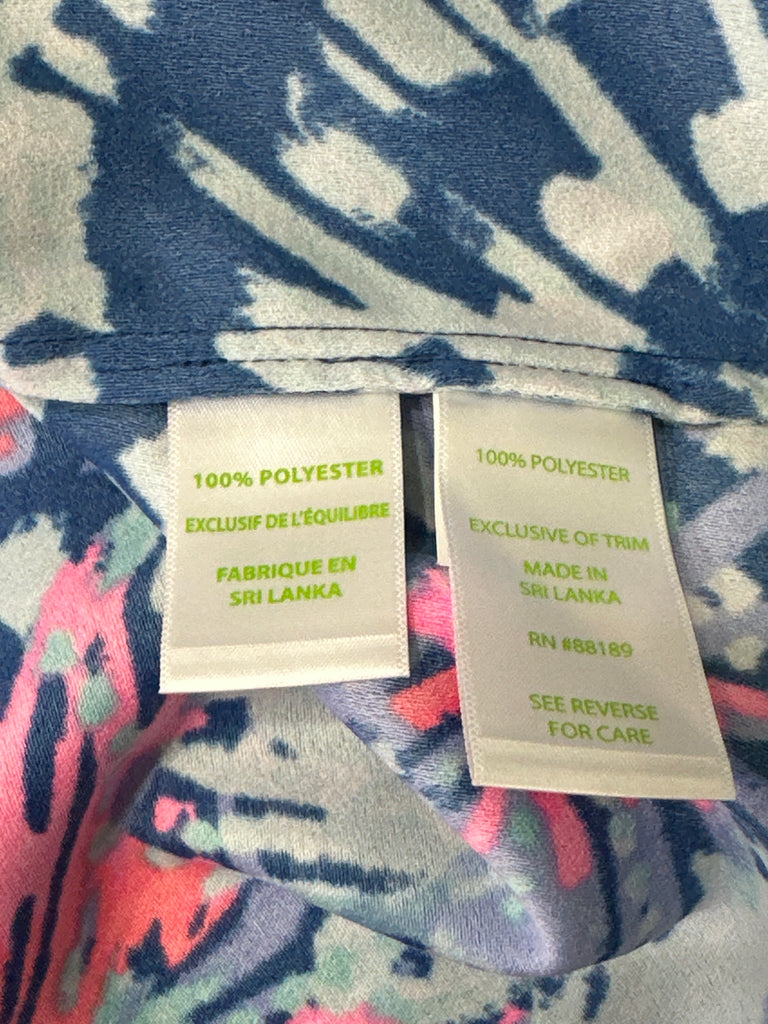 100% POLYESTER
EXCLUSIF DE L'ÉQUILIBRE
FABRIQUE EN
SRI LANKA
100% POLYESTER
EXCLUSIVE OF TRIM
MADE IN
SRI LANKA
RN #88189
SEE REVERSE
FOR CARE